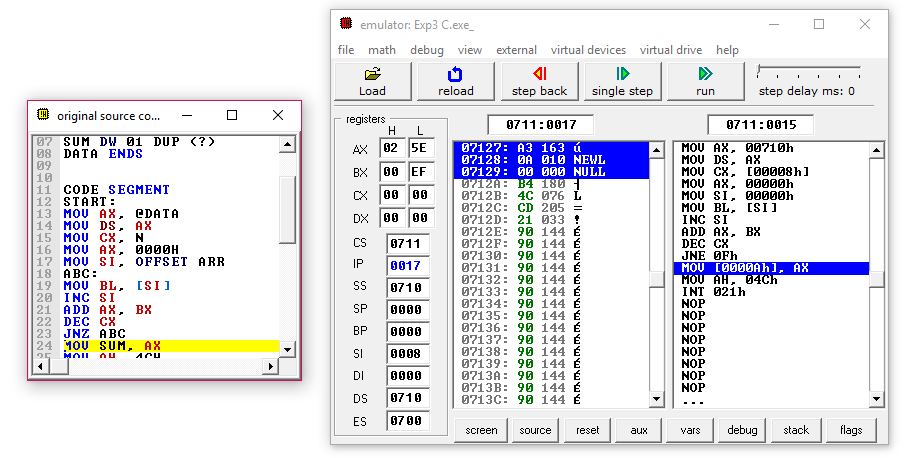 original source co...
07 SUM DW 01 DUP (?)
08 DATA ENDS
09
10
11 CODE SEGMENT
12 START:
13 MOV AX, @DATA
14 MOV DS, AX
15 MOV CX, N
16 MOV AX, 0000H
17 MOV SI, OFFSET ARR
18 ABC:
19 MOV BL, [SI]
20 INC SI
21 ADD AX, BX
22 DEC CX
23 JNZ ABC
24 MOV SUM, AX
25 MOV AH, 4CH
emulator: Exp3 C.exe_
file math debug view external virtual devices virtual drive help
Load reload step back single step run step delay ms: 0
registers
H L
AX 02 5E
BX 00 EF
CX 00 00
DX 00 00
CS 0711
IP 0017
SS 0710
SP 0000
BP 0000
SI 0008
DI 0000
DS 0710
ES 0700
0711:0017
07127: A3 163 ú
07128: 0A 010 NEWL
07129: 00 000 NULL
0712A: B4 180 ┤
0712B: 4C 076 L
0712C: CD 205 =
0712D: 21 033 !
0712E: 90 144 É
0712F: 90 144 É
07130: 90 144 É
07131: 90 144 É
07132: 90 144 É
07133: 90 144 É
07134: 90 144 É
07135: 90 144 É
07136: 90 144 É
07137: 90 144 É
07138: 90 144 É
07139: 90 144 É
0713A: 90 144 É
0713B: 90 144 É
0713C: 90 144 É
0711:0015
MOV AX, 00710h
MOV DS, AX
MOV CX, [00008h]
MOV AX, 00000h
MOV SI, 00000h
MOV BL, [SI]
INC SI
ADD AX, BX
DEC CX
JNE 0Fh
MOV [0000Ah], AX
MOV AH, 04Ch
INT 021h
NOP
NOP
NOP
NOP
NOP
NOP
NOP
NOP
...
screen source reset aux vars debug stack flags